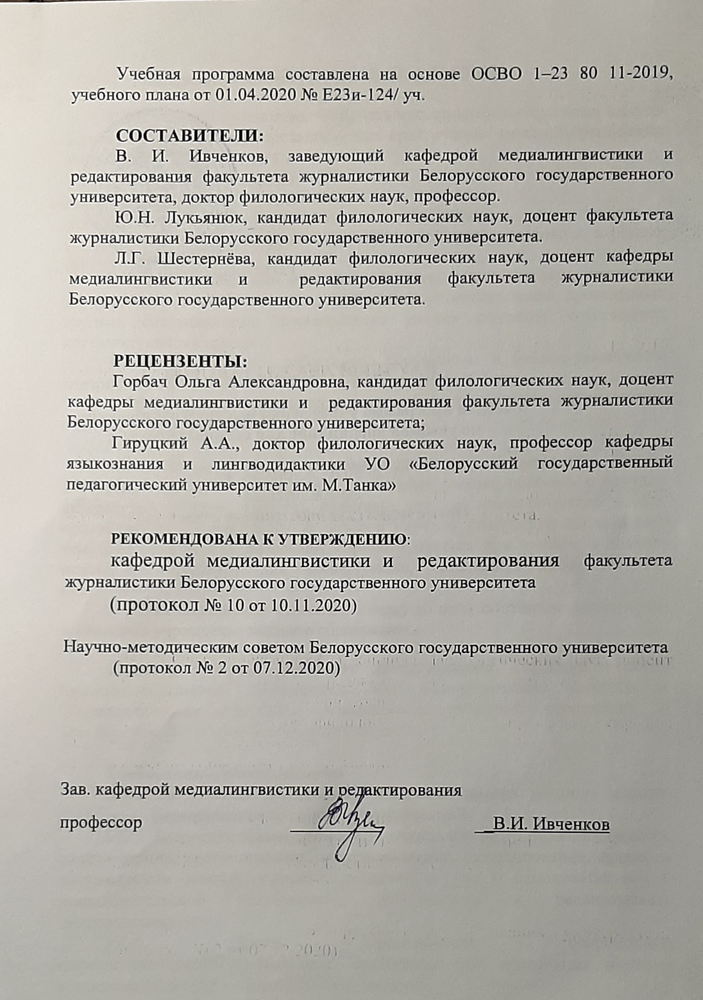 Учебная программа составлена на основе ОСВО 1–23 80 11-2019,
учебного плана от 01.04.2020 № Е23и-124/ уч.
СОСТАВИТЕЛИ:
В. И. Ивченков, заведующий кафедрой медиалингвистики и
редактирования факультета журналистики Белорусского государственного
университета, доктор филологических наук, профессор.
Ю.Н. Лукьянюк, кандидат филологических наук, доцент факультета
журналистики Белорусского государственного университета.
Л.Г. Шестернёва, кандидат филологических наук, доцент кафедры
медиалингвистики и редактирования факультета журналистики
Белорусского государственного университета.
РЕЦЕНЗЕНТЫ:
Горбач Ольга Александровна, кандидат филологических наук, доцент
кафедры медиалингвистики и редактирования факультета журналистики
Белорусского государственного университета;
Гируцкий А.А., доктор филологических наук, профессор кафедры
языкознания и лингводидактики УО «Белорусский государственный
педагогический университет им. М.Танка»
РЕКОМЕНДОВАНА К УТВЕРЖДЕНИЮ:
кафедрой медиалингвистики и редактирования факультета
журналистики Белорусского государственного университета
(протокол № 10 от 10.11.2020)
Научно-методическим советом Белорусского государственного университета
(протокол № 2 от 07.12.2020)
Зав. кафедрой медиалингвистики и редактирования
профессор В.И. Ивченков